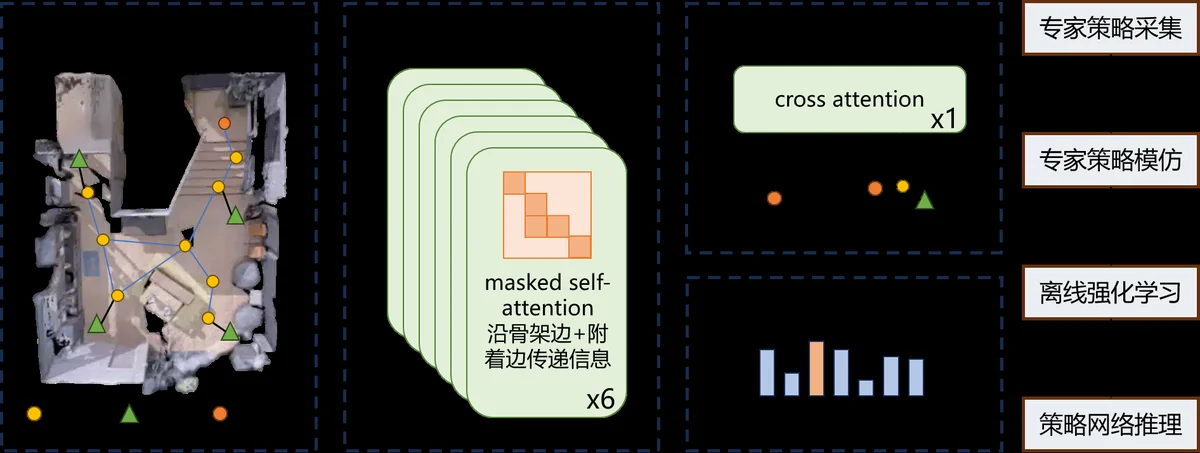 masked self-
attention
沿骨架边+附
着边传递信息
x6
cross attention
x1
专家策略采集
专家策略模仿
离线强化学习
策略网络推理